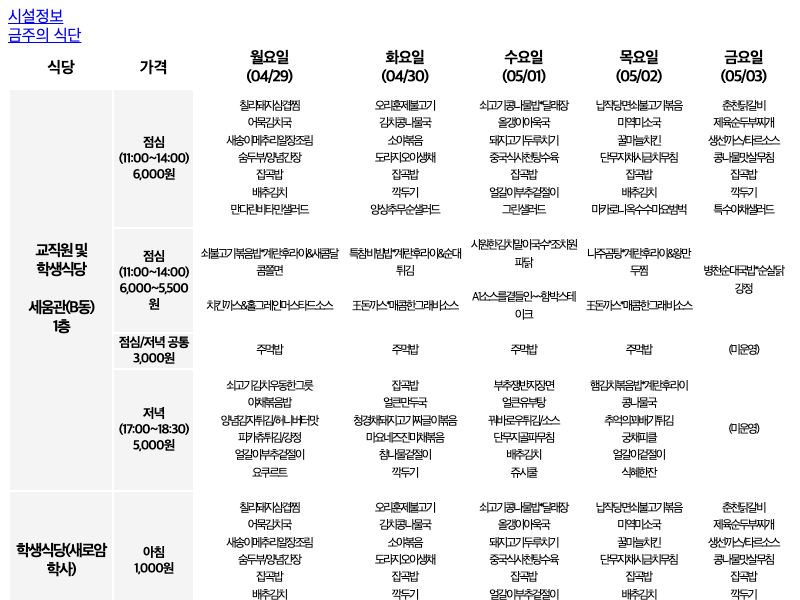 시설정보
금주의 식단
식당 가격 월요일 화요일 수요일 목요일 금요일
(04/29) (04/30) (05/01) (05/02) (05/03)
교직원 및
학생식당
세움관(B동)
1층
점심
(11:00~14:00)
6,000원
칠리돼지삼겹찜
어묵김치국
새송이메추리알장조림
숨두부/양념간장
잡곡밥
배추김치
만다린비타민샐러드
오리훈제불고기
김치콩나물국
소야볶음
도라지오이생채
잡곡밥
깍두기
양상추무순샐러드
쇠고기콩나물밥*달래장
올갱이아욱국
돼지고기두루치기
중국식사천탕수육
잡곡밥
얼갈이부추겉절이
그린샐러드
납작당면쇠불고기볶음
미역미소국
꿀마늘치킨
단무지채시금치무침
잡곡밥
배추김치
마카로니옥수수마요범벅
춘천닭갈비
제육순두부찌개
생선까스/타르소스
콩나물맛살무침
잡곡밥
깍두기
특수야채샐러드
점심
(11:00~14:00)
6,000~5,500
원
쇠불고기볶음밥*계란후라이&새콤달
콤쫄면
치킨까스&홀그레인머스타드소스
특참비빔밥*계란후라이&순대
튀김
왕돈까스*매콤한그래비소스
시원한김치말이국수*조치원
파닭
A1소스를곁들인~~함박스테
이크
나주곰탕*계란후라이&왕만
두찜
왕돈까스*매콤한그래비소스
병천순대국밥*순살닭
강정
점심/저녁 공통
3,000원
주먹밥 주먹밥 주먹밥 주먹밥 (미운영)
저녁
(17:00~18:30)
5,000원
쇠고기김치우동한그릇
야채볶음밥
양념감자튀김/허니버터맛
피카츄튀김/강정
얼갈이부추겉절이
요쿠르트
잡곡밥
얼큰만두국
청경채돼지고기짜글이볶음
마요네즈진미채볶음
참나물겉절이
깍두기
부추쟁반자장면
얼큰유부탕
꿔바로우튀김/소스
단무지골파무침
배추김치
쥬시쿨
햄김치볶음밥*계란후라이
콩나물국
추억의꽈배기튀김
궁채피클
얼갈이겉절이
식혜한잔
(미운영)
학생식당(새로암
학사)
아침
1,000원
칠리돼지삼겹찜
어묵김치국
새송이메추리알장조림
숨두부/양념간장
잡곡밥
배추김치
오리훈제불고기
김치콩나물국
소야볶음
도라지오이생채
잡곡밥
깍두기
쇠고기콩나물밥*달래장
올갱이아욱국
돼지고기두루치기
중국식사천탕수육
잡곡밥
얼갈이부추겉절이
납작당면쇠불고기볶음
미역미소국
꿀마늘치킨
단무지채시금치무침
잡곡밥
배추김치
춘천닭갈비
제육순두부찌개
생선까스/타르소스
콩나물맛살무침
잡곡밥
깍두기